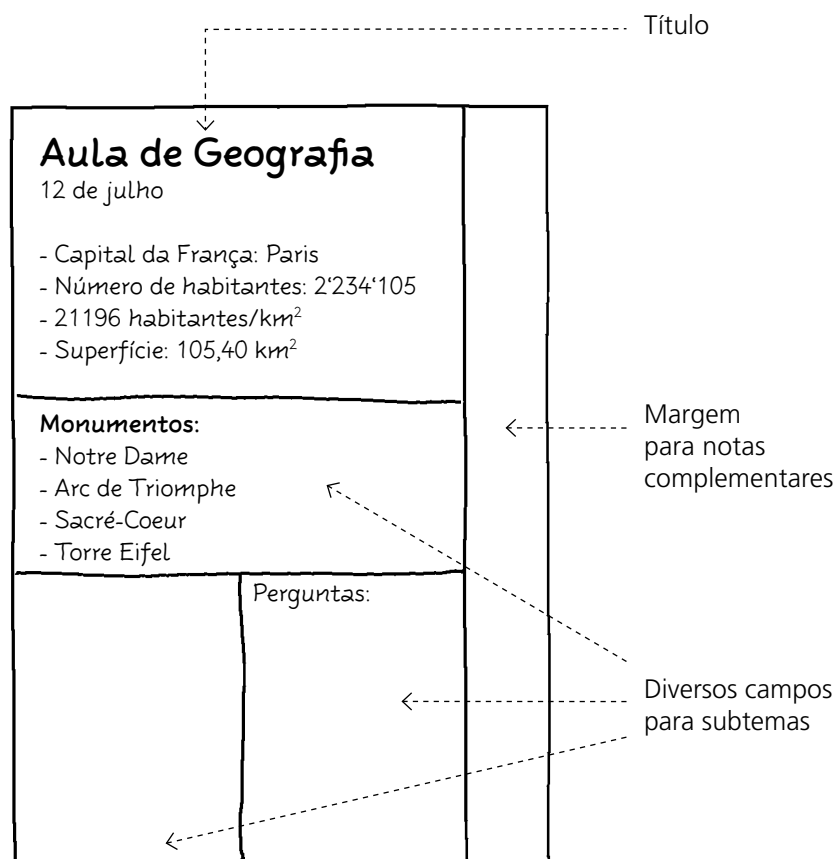 Título
Aula de Geografia
12 de julho
- Capital da França: Paris
- Número de habitantes: 2‘234‘105
- 21196 habitantes/km²
- Superfície: 105,40 km²
Monumentos:
- Notre Dame
- Arc de Triomphe
- Sacré-Coeur
- Torre Eifel
Perguntas:
Margem
para notas
complementares
Diversos campos
para subtemas